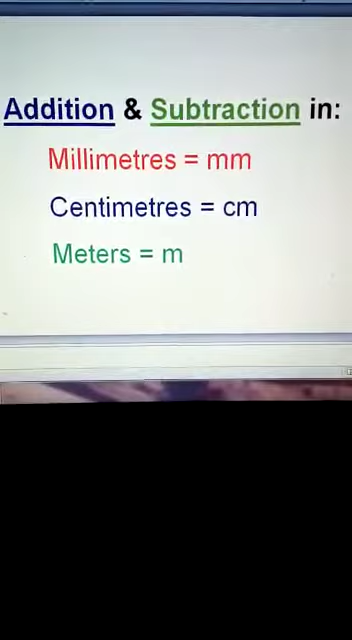 Addition & Subtraction in:
Millimetres = mm
Centimetres = cm
Meters = m